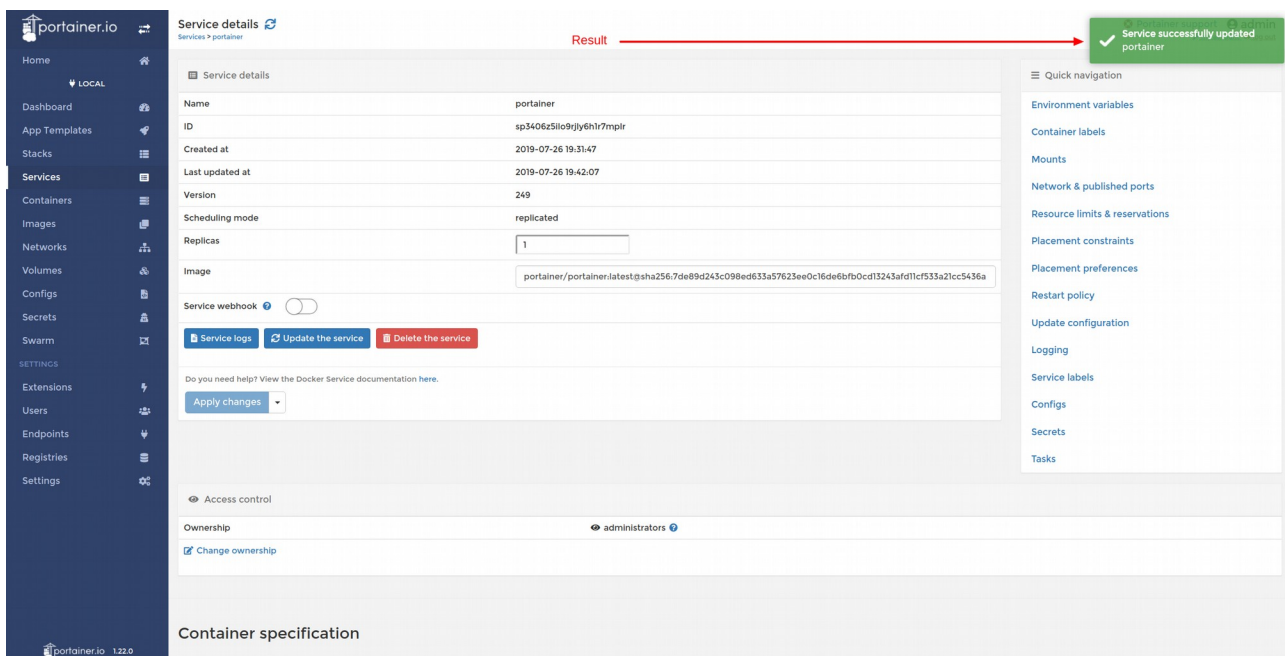 portainer.io
Home
LOCAL
Dashboard
App Templates
Stacks
Services
Containers
Images
Networks
Volumes
Configs
Secrets
Swarm
SETTINGS
Extensions
Users
Endpoints
Registries
Settings
portainer.io 1.22.0
Service details
Services > portainer
Result
Portainer support admin
Service successfully updated
portainer
Service details
Name portainer
ID sp3406z5ilo9rjly6h1r7mplr
Created at 2019-07-26 19:31:47
Last updated at 2019-07-26 19:42:07
Version 249
Scheduling mode replicated
Replicas 1
Image portainer/portainer:latest@sha256:7de89d243c098ed633a57623ee0c16de6bfb0cd13243afd11cf533a21cc5436a
Service webhook
Service logs Update the service Delete the service
Do you need help? View the Docker Service documentation here.
Apply changes
Quick navigation
Environment variables
Container labels
Mounts
Network & published ports
Resource limits & reservations
Placement constraints
Placement preferences
Restart policy
Update configuration
Logging
Service labels
Configs
Secrets
Tasks
Access control
Ownership administrators
Change ownership
Container specification